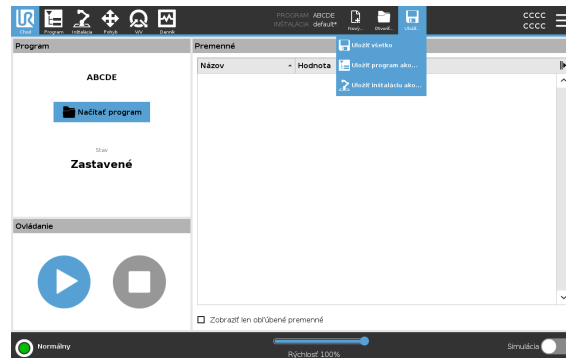 UR
Chod
Program
Inštalácia
Pohyb
V/V
Denník
PROGRAM ABCDE
INŠTALÁCIA default*
Nový...
Otvoriť...
Uložiť...
CCCC
CCCC
Program
ABCDE
Načítať program
Stav
Zastavené
Ovládanie
Premenné
Názov
Hodnota
Uložiť všetko
Uložiť program ako...
Uložiť inštaláciu ako...
Zobraziť len obľúbené premenné
Normálny
Rýchlosť 100%
Simulácia